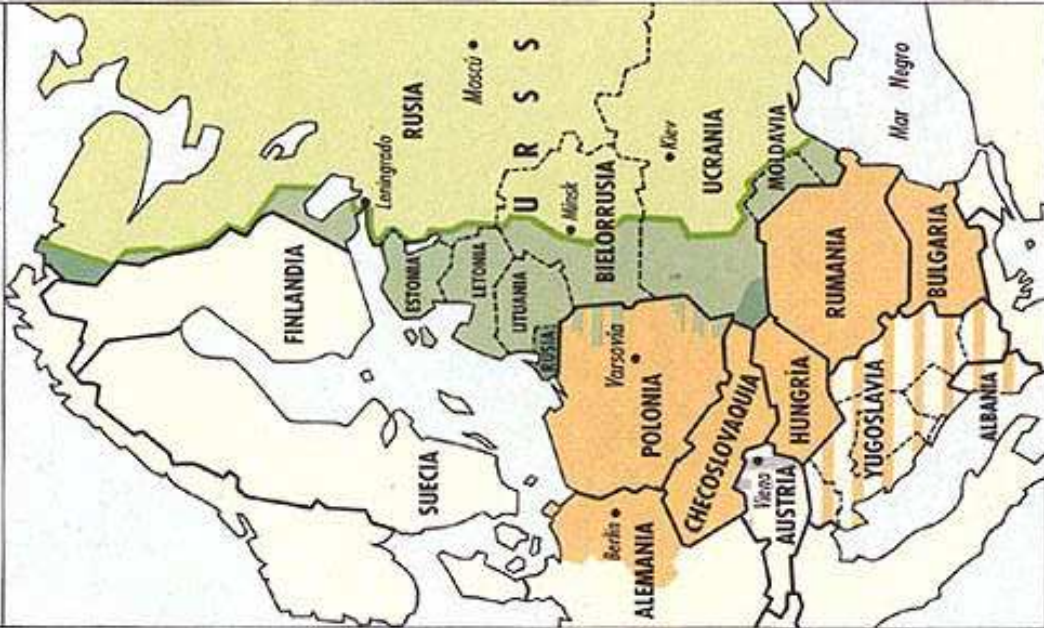 SUECIA
FINLANDIA
Leningrado
RUSIA
Moscú
U R S S
ESTONIA
LETONIA
LITUANIA
RUSIA
BIELORRUSIA
Minsk
Kiev
UCRANIA
MOLDAVIA
Mar Negro
Berlín
ALEMANIA
Varsovia
POLONIA
CHECOSLOVAQUIA
Viena
AUSTRIA
HUNGRÍA
RUMANIA
YUGOSLAVIA
BULGARIA
ALBANIA